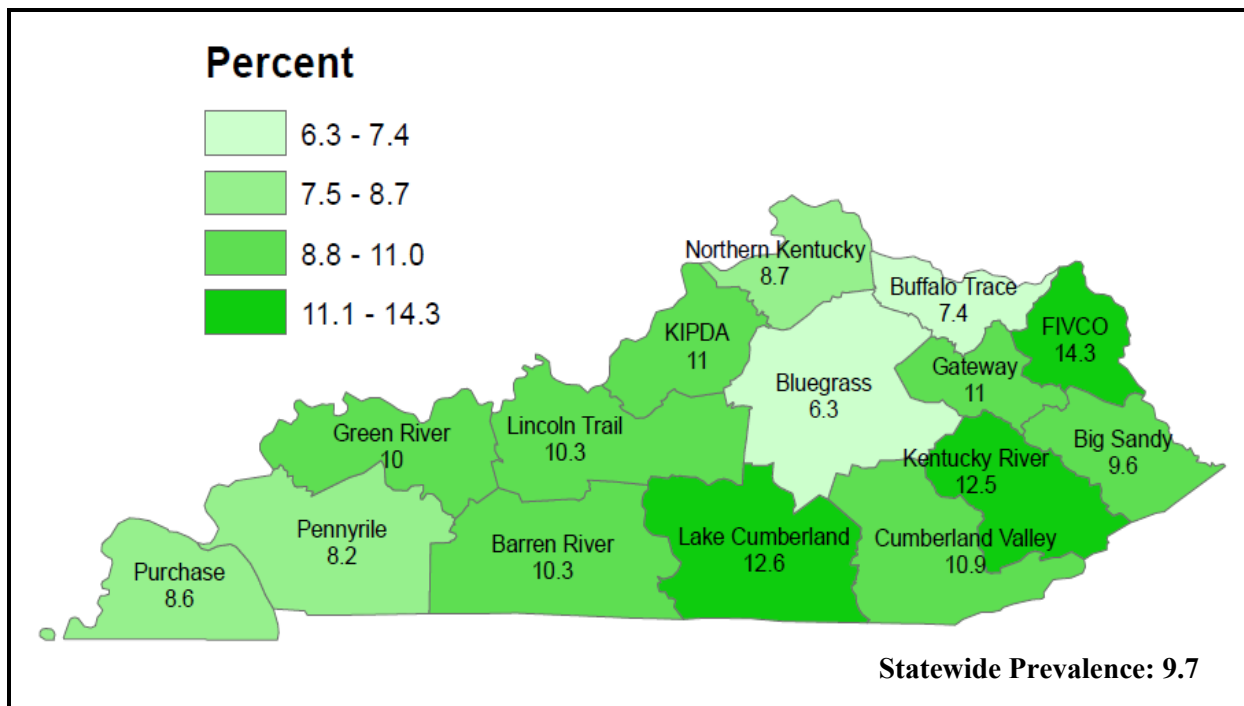 Percent
6.3 - 7.4
7.5 - 8.7
8.8 - 11.0
11.1 - 14.3
Northern Kentucky
8.7
Buffalo Trace
7.4
FIVCO
14.3
KIPDA
11
Gateway
11
Bluegrass
6.3
Green River
10
Lincoln Trail
10.3
Big Sandy
9.6
Kentucky River
12.5
Pennyrile
8.2
Barren River
10.3
Lake Cumberland
12.6
Cumberland Valley
10.9
Purchase
8.6
Statewide Prevalence: 9.7